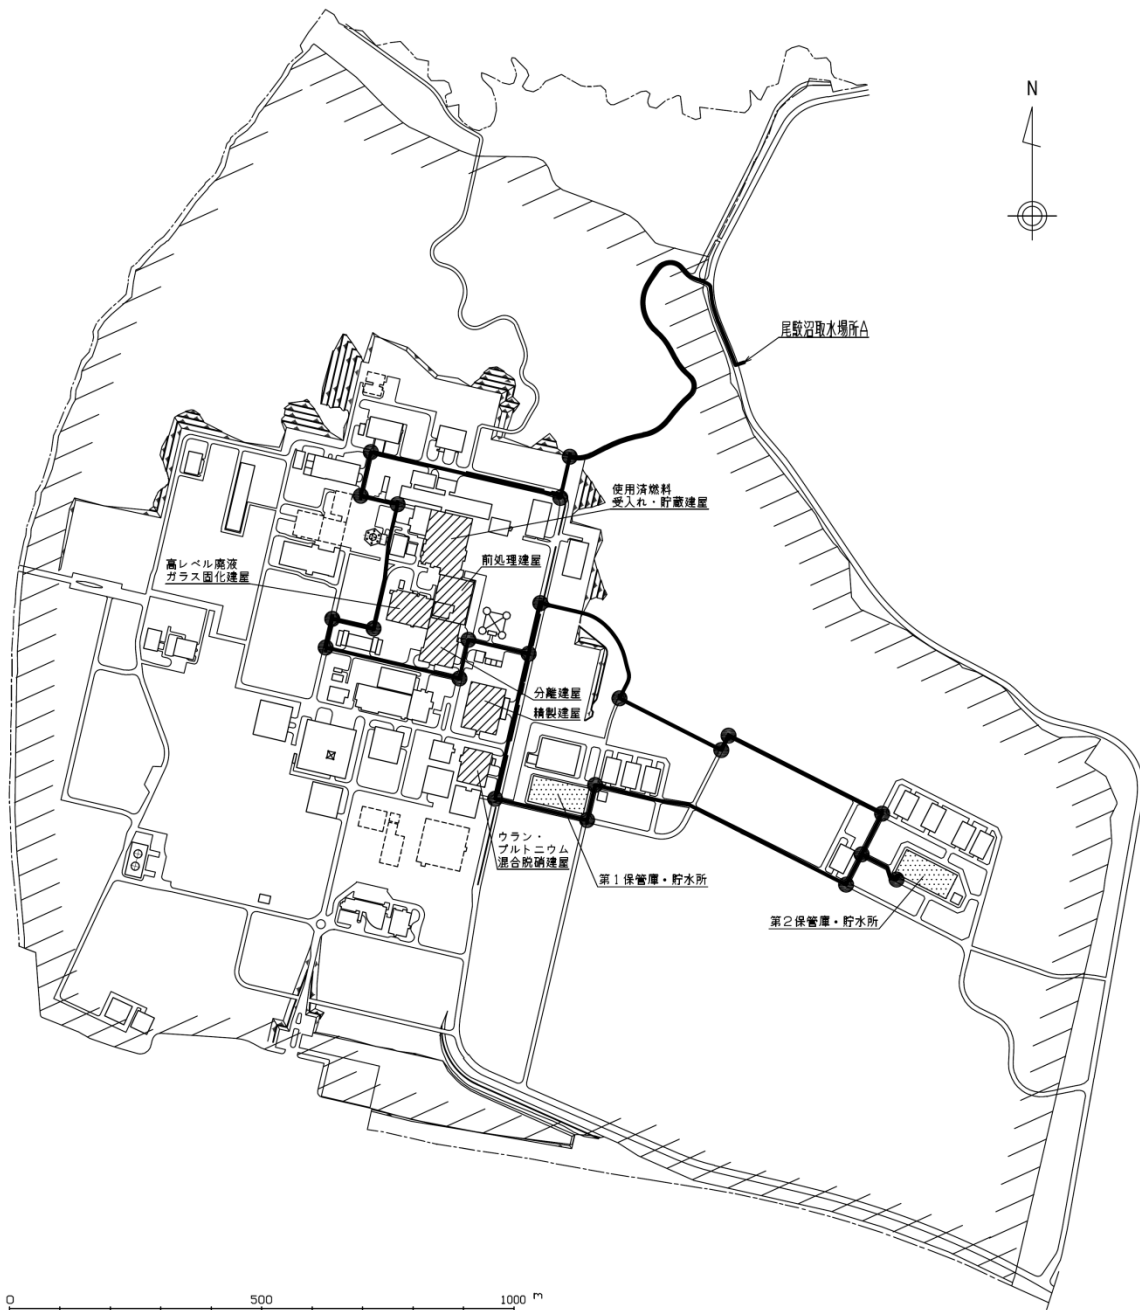 N
尾駮沼取水場所A
使用済燃料
受入れ・貯蔵建屋
前処理建屋
高レベル廃液
ガラス固化建屋
分離建屋
精製建屋
ウラン・
プルトニウム
混合脱硝建屋
第1保管庫・貯水所
第2保管庫・貯水所
0 500 1000 m